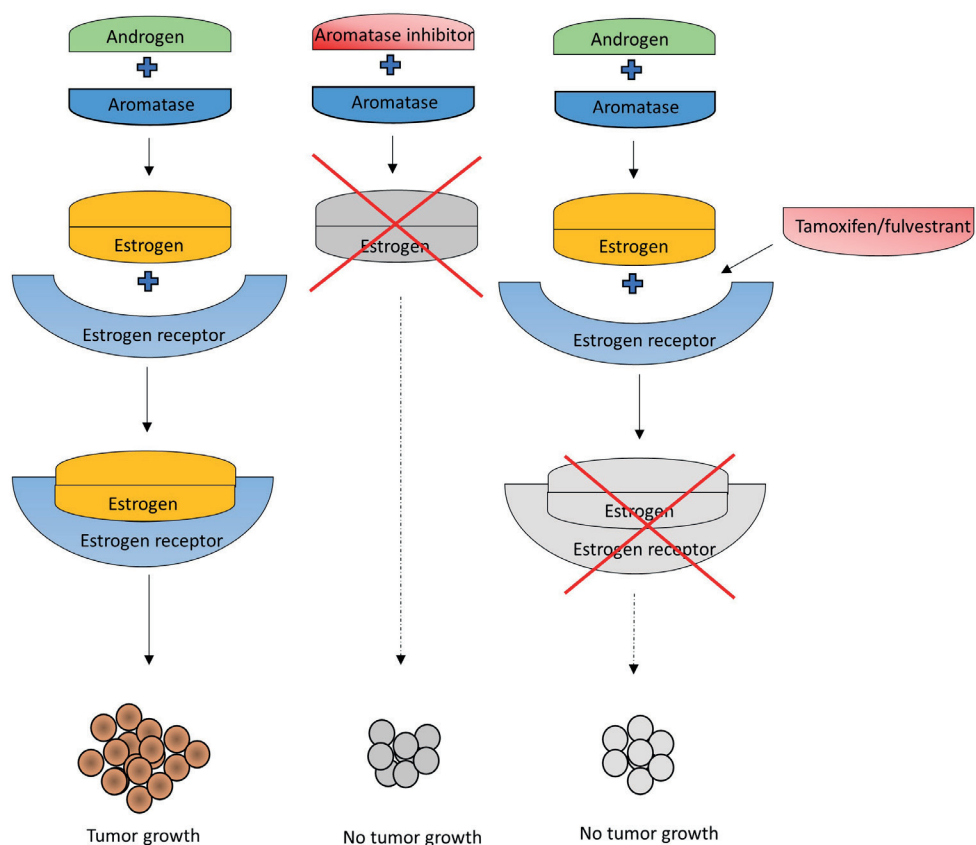 Androgen
Aromatase
Estrogen
Estrogen receptor
Estrogen
Estrogen receptor
Tumor growth
Aromatase inhibitor
Aromatase
Estrogen
No tumor growth
Androgen
Aromatase
Estrogen
Tamoxifen/fulvestrant
Estrogen receptor
Estrogen
Estrogen receptor
No tumor growth